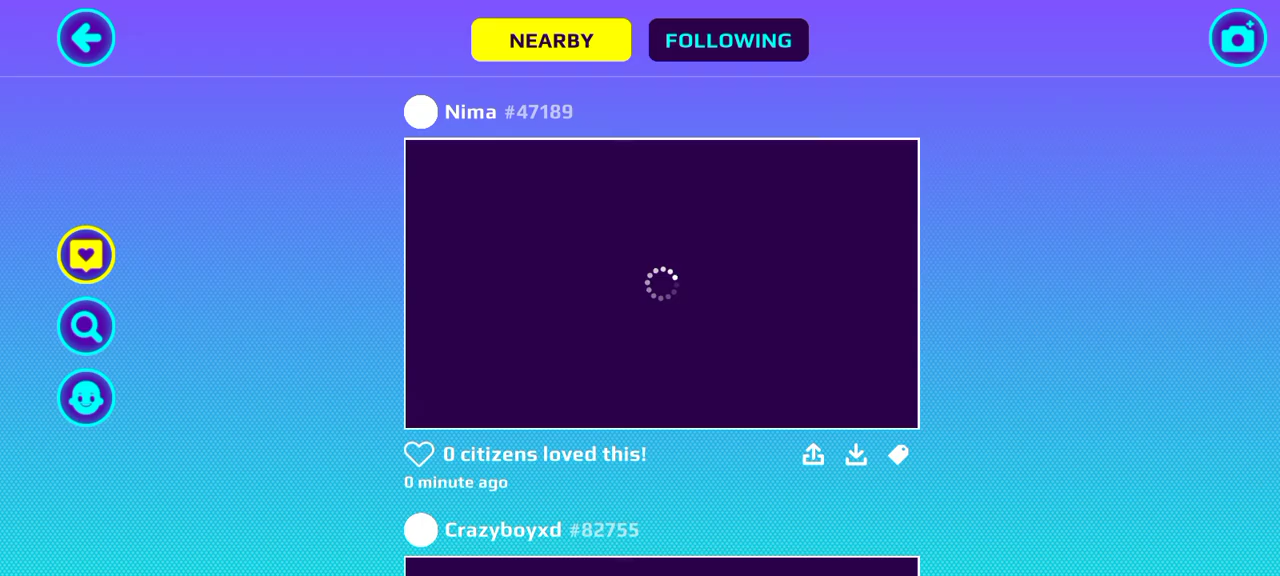 NEARBY
FOLLOWING
Nima #47189
0 citizens loved this!
0 minute ago
Crazyboyxd #82755